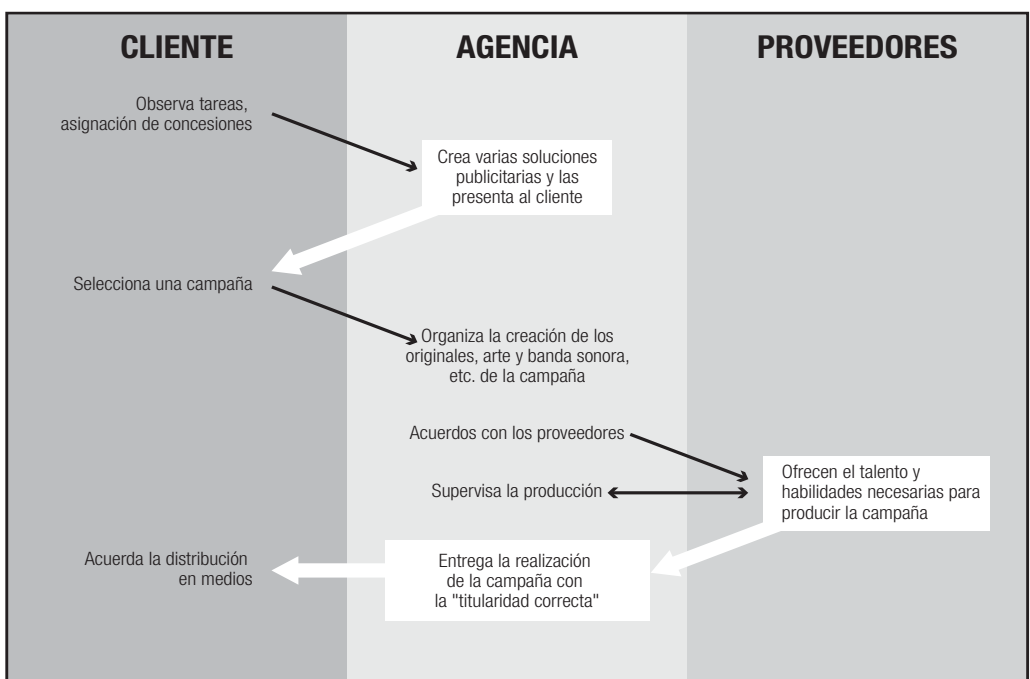 CLIENTE
AGENCIA
PROVEEDORES
Observa tareas,
asignación de concesiones
Crea varias soluciones
publicitarias y las
presenta al cliente
Selecciona una campaña
Organiza la creación de los
originales, arte y banda sonora,
etc. de la campaña
Acuerdos con los proveedores
Supervisa la producción
Ofrecen el talento y
habilidades necesarias para
producir la campaña
Acuerda la distribución
en medios
Entrega la realización
de la campaña con
la "titularidad correcta"